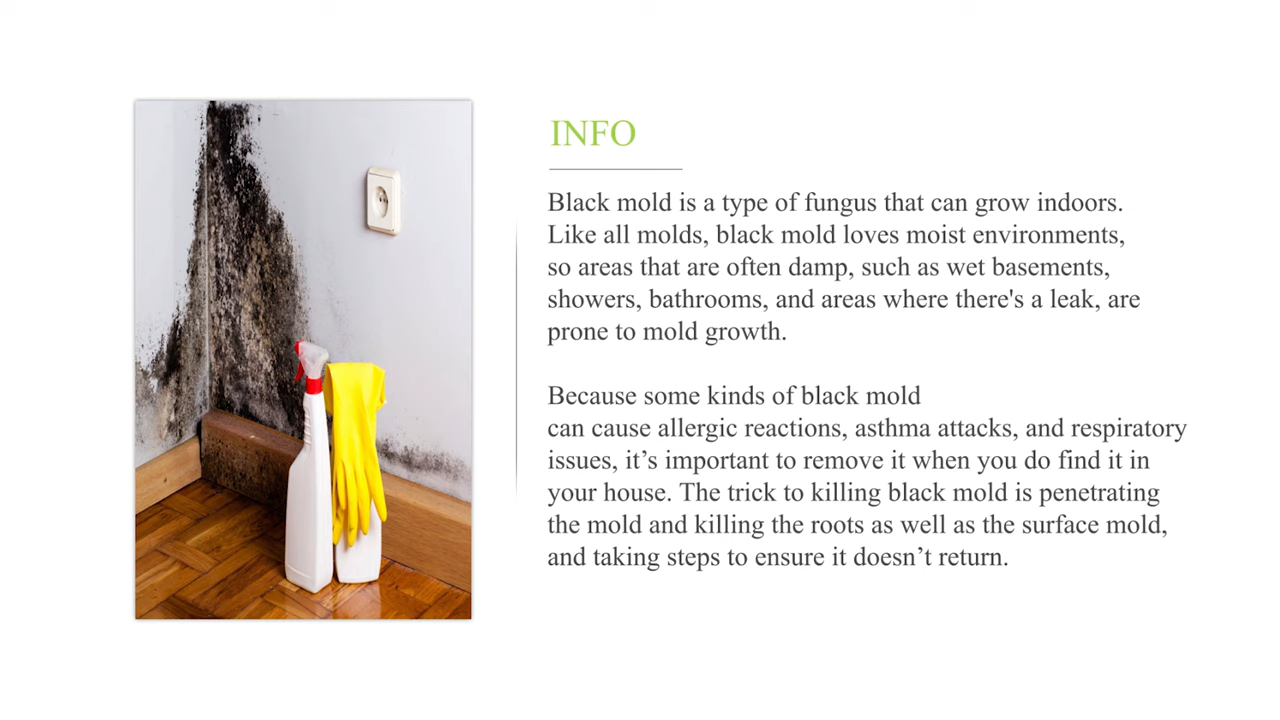 INFO
Black mold is a type of fungus that can grow indoors.
Like all molds, black mold loves moist environments,
so areas that are often damp, such as wet basements,
showers, bathrooms, and areas where there's a leak, are
prone to mold growth.
Because some kinds of black mold
can cause allergic reactions, asthma attacks, and respiratory
issues, it’s important to remove it when you do find it in
your house. The trick to killing black mold is penetrating
the mold and killing the roots as well as the surface mold,
and taking steps to ensure it doesn’t return.